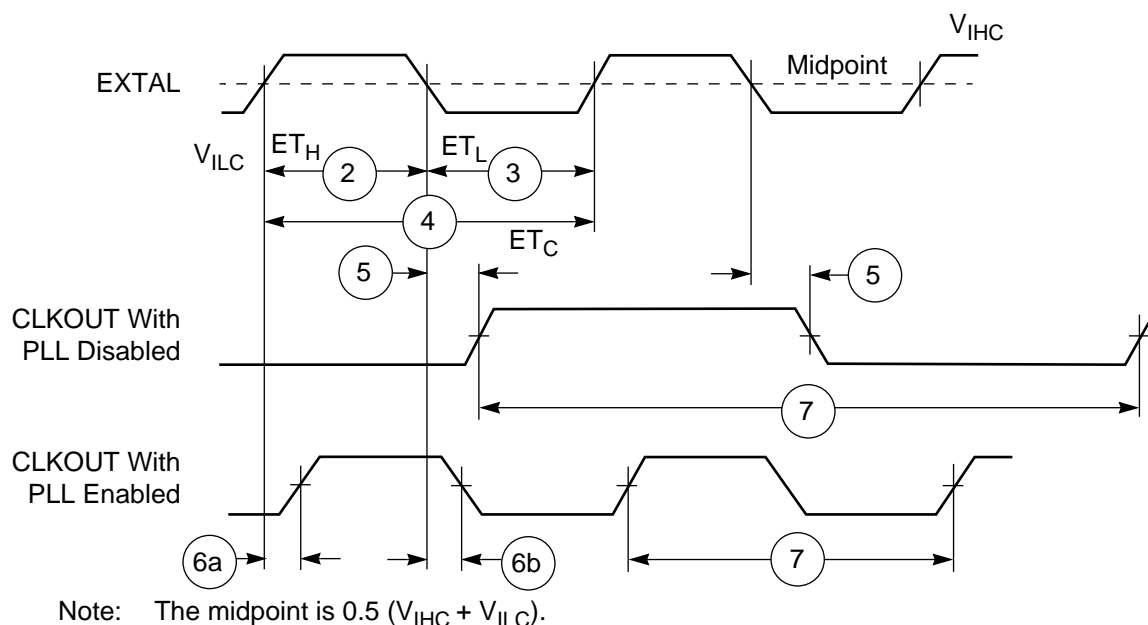 V_IHC
EXTAL
Midpoint
V_ILC
ET_H
ET_L
2
3
4
ET_C
5
5
CLKOUT With
PLL Disabled
7
CLKOUT With
PLL Enabled
6a
6b
7
Note: The midpoint is 0.5 (V_IHC + V_ILC).